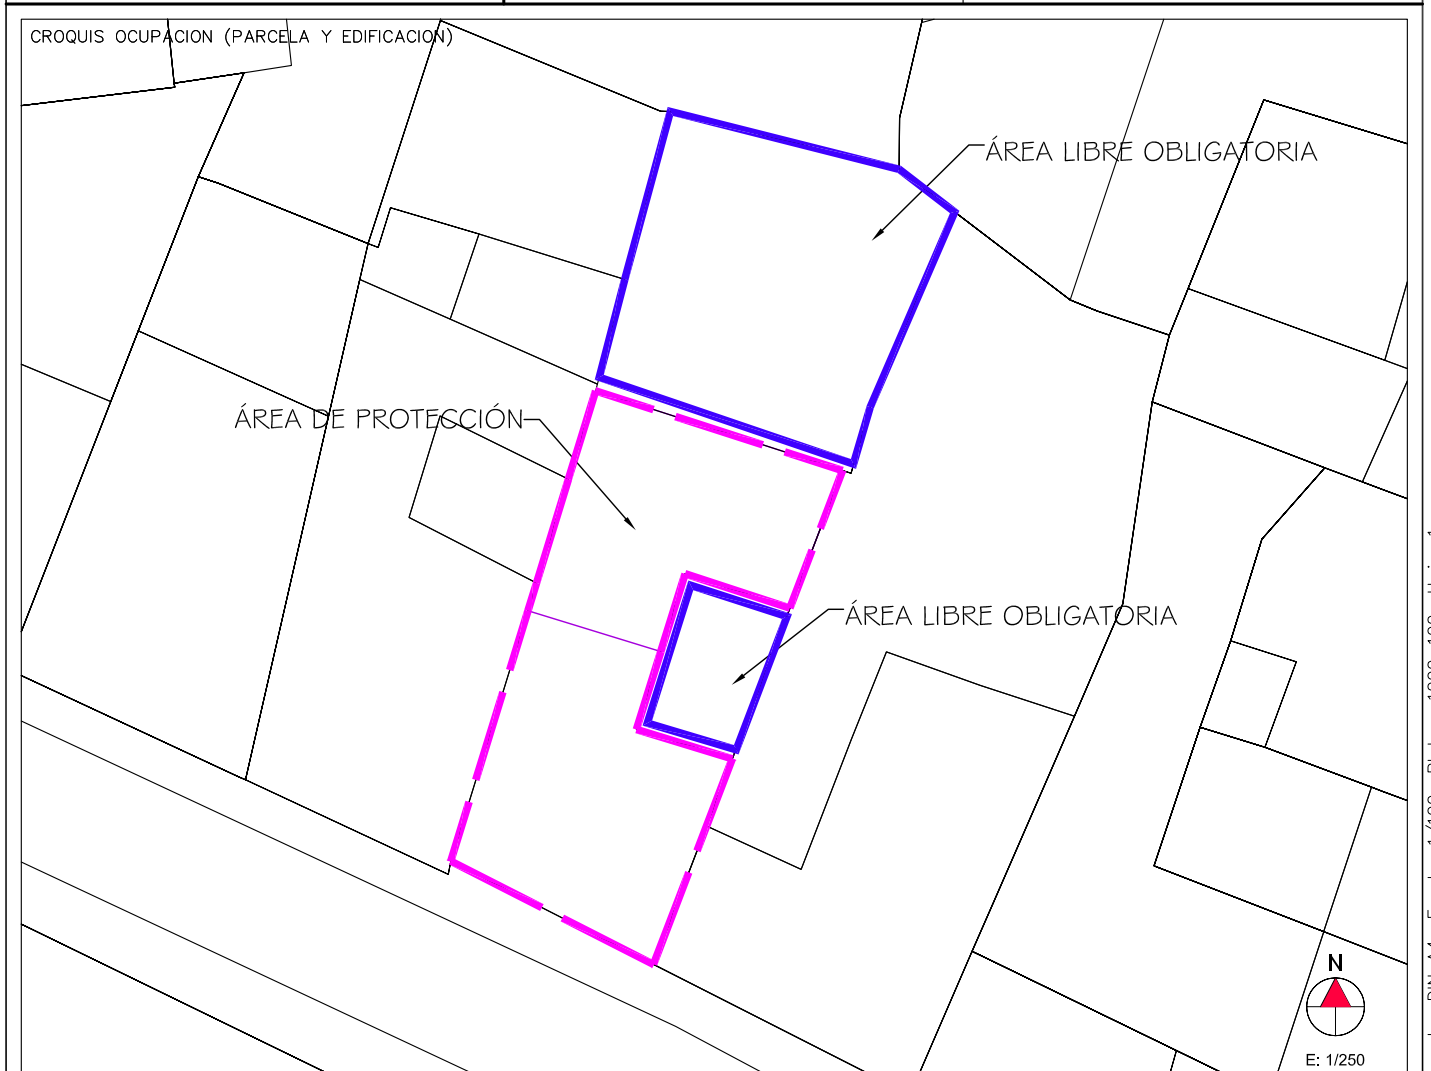 CROQUIS OCUPACION (PARCELA Y EDIFICACION)
ÁREA LIBRE OBLIGATORIA
ÁREA DE PROTECCIÓN
ÁREA LIBRE OBLIGATORIA
N
E: 1/250